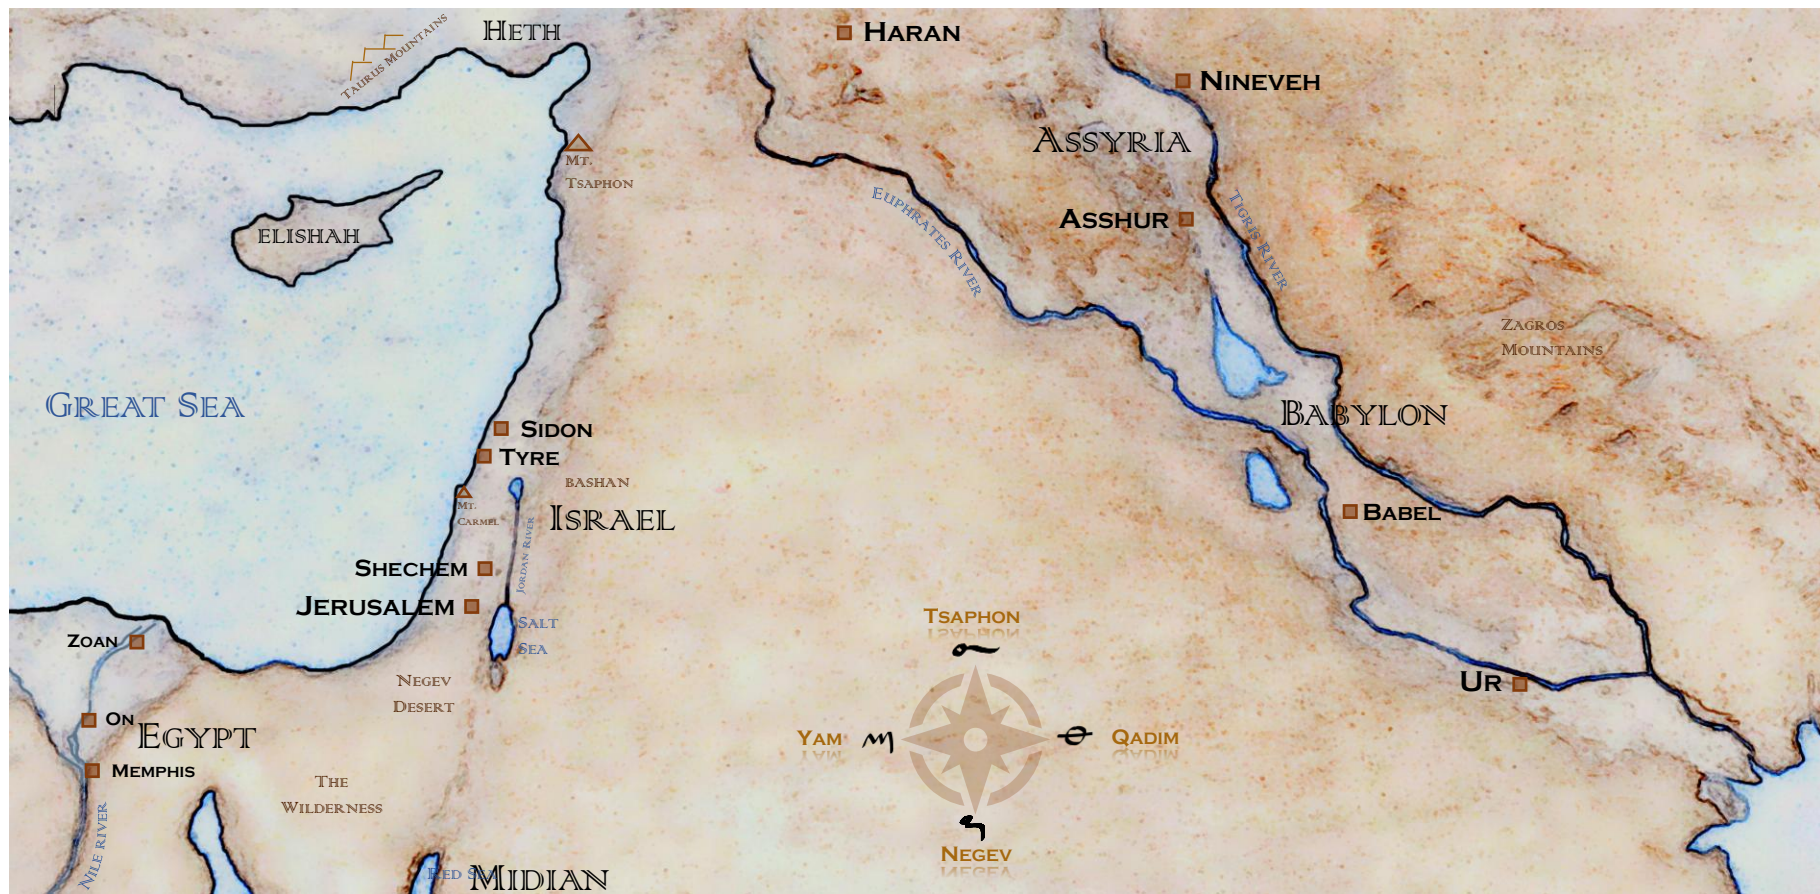 HETH
HARAN
TAURUS MOUNTAINS
NINEVEH
ASSYRIA
MT.
TSAPHON
EUPHRATES RIVER
TIGRIS RIVER
ASSHUR
ELISHAH
ZAGROS
MOUNTAINS
GREAT SEA
BABYLON
SIDON
TYRE
BASHAN
MT.
CARMEL
ISRAEL
BABEL
JORDAN RIVER
SHECHEM
JERUSALEM
SALT
SEA
ZOAN
TSAPHON
NEGEV
DESERT
UR
ON
EGYPT
YAM
QADIM
MEMPHIS
THE
WILDERNESS
NILE RIVER
NEGEV
RED SEA
MIDIAN